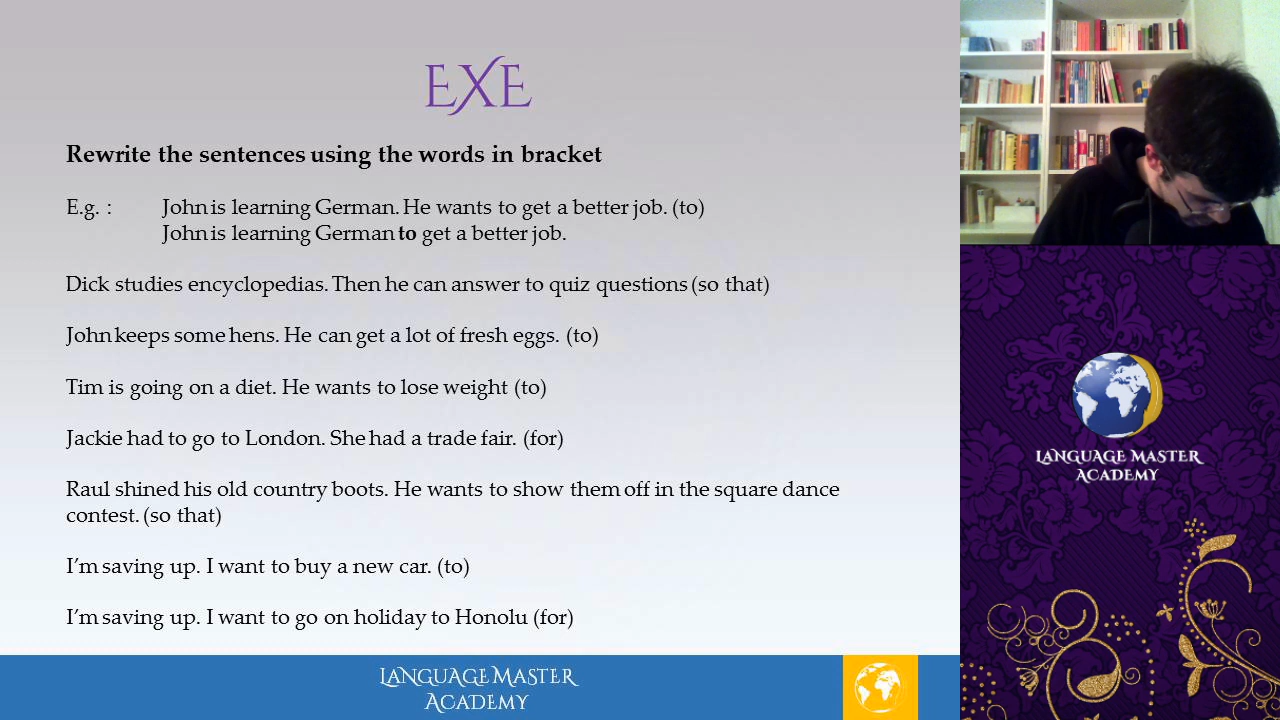 EXE
Rewrite the sentences using the words in bracket
E.g. : John is learning German. He wants to get a better job. (to)
John is learning German to get a better job.
Dick studies encyclopedias. Then he can answer to quiz questions (so that)
John keeps some hens. He can get a lot of fresh eggs. (to)
Tim is going on a diet. He wants to lose weight (to)
Jackie had to go to London. She had a trade fair. (for)
Raul shined his old country boots. He wants to show them off in the square dance
contest. (so that)
I'm saving up. I want to buy a new car. (to)
I'm saving up. I want to go on holiday to Honolu (for)
LANGUAGE MASTER
ACADEMY
LANGUAGE MASTER
ACADEMY